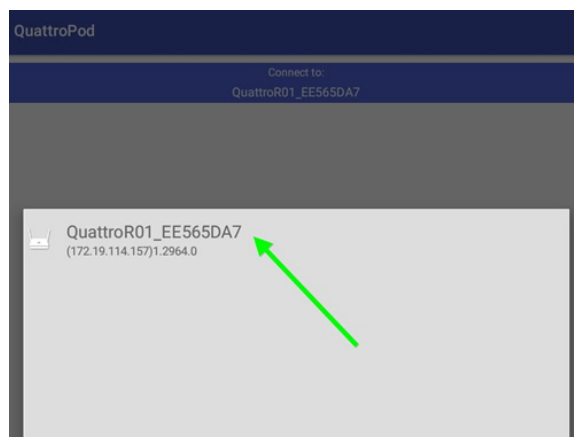 QuattroPod
Connect to:
QuattroR01_EE565DA7
QuattroR01_EE565DA7
(172.19.114.157)1.2964.0